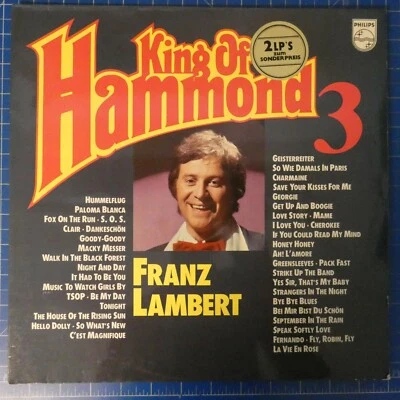 King Of
Hammond
3
2 LP'S
zum
SONDERPREIS
PHILIPS
HUMMELFLUG
PALOMA BLANCA
FOX ON THE RUN - S. O. S.
CLAIR - DANKESCHÖN
GOODY-GOODY
MACKY MESSER
WALK IN THE BLACK FOREST
NIGHT AND DAY
IT HAD TO BE YOU
MUSIC TO WATCH GIRLS BY
TSOP - BE MY DAY
TONIGHT
THE HOUSE OF THE RISING SUN
HELLO DOLLY - SO WHAT'S NEW
C'EST MAGNIFIQUE
FRANZ
LAMBERT
GEISTERREITER
SO WIE DAMALS IN PARIS
CHARMAINE
SAVE YOUR KISSES FOR ME
GEORGIE
GET UP AND BOOGIE
LOVE STORY - MAME
I LOVE YOU - CHEROKEE
IF YOU COULD READ MY MIND
HONEY HONEY
AH! L'AMORE
GREENSLEEVES - PACK FAST
STRIKE UP THE BAND
YES SIR, THAT'S MY BABY
STRANGERS IN THE NIGHT
BYE BYE BLUES
BEI MIR BIST DU SCHÖN
SEPTEMBER IN THE RAIN
SPEAK SOFTLY LOVE
FERNANDO - FLY, ROBIN, FLY
LA VIE EN ROSE